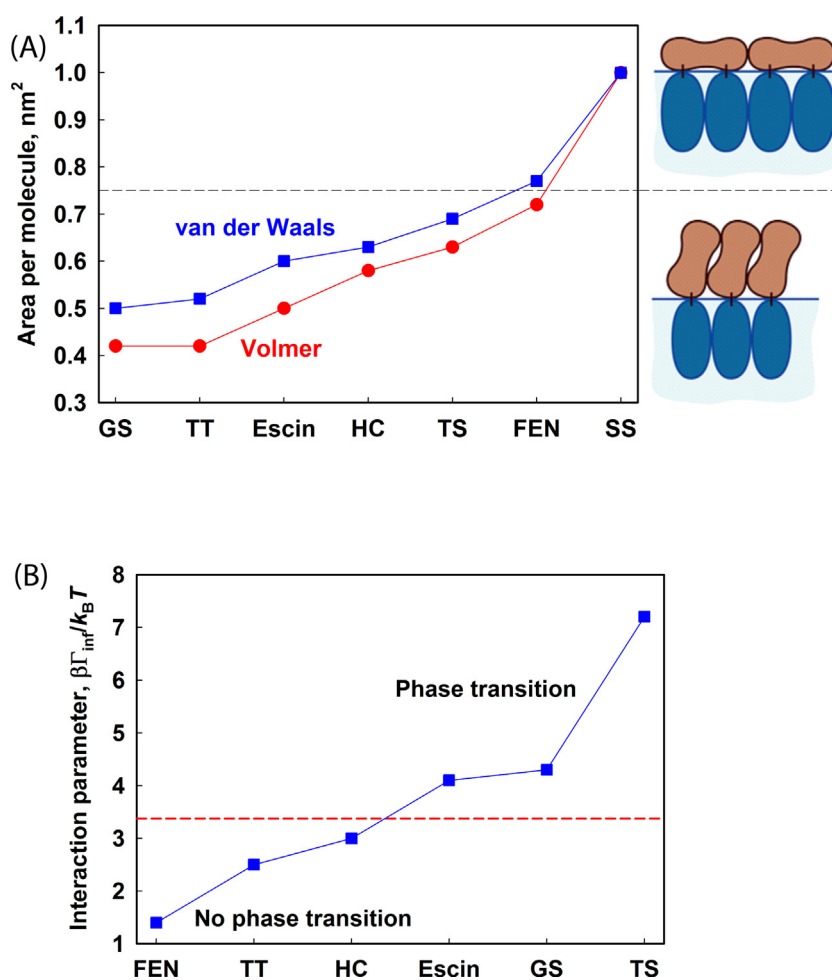 (A)
1.1
1.0
0.9
0.8
0.7
0.6
0.5
0.4
0.3
Area per molecule, nm²
van der Waals
Volmer
GS TT Escin HC TS FEN SS
(B)
8
7
6
5
4
3
2
1
Interaction parameter, βΓinf/kBT
Phase transition
No phase transition
FEN TT HC Escin GS TS